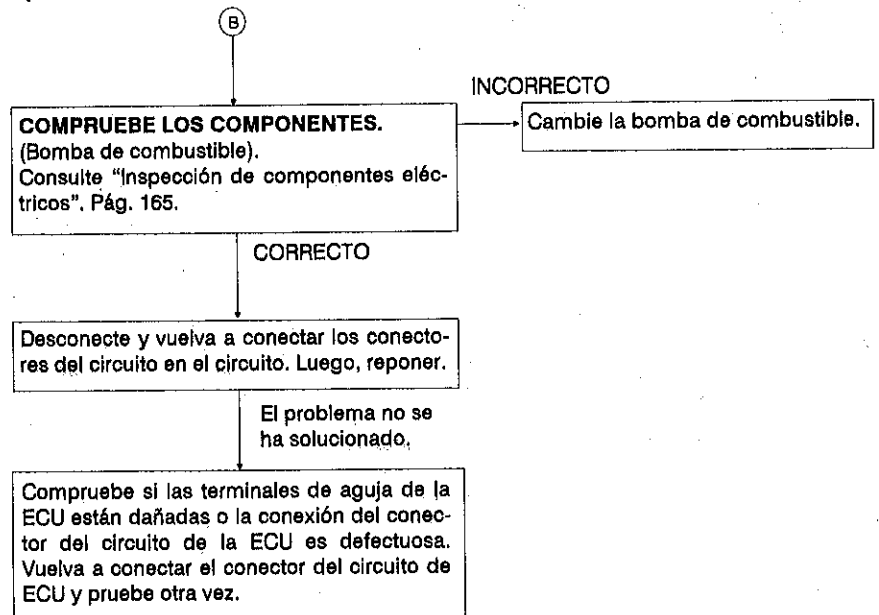 B
INCORRECTO
COMPRUEBE LOS COMPONENTES.
(Bomba de combustible).
Consulte “Inspección de componentes eléc-
tricos”. Pág. 165.
Cambie la bomba de combustible.
CORRECTO
Desconecte y vuelva a conectar los conecto-
res del circuito en el circuito. Luego, reponer.
El problema no se
ha solucionado.
Compruebe si las terminales de aguja de la
ECU están dañadas o la conexión del conec-
tor del circuito de la ECU es defectuosa.
Vuelva a conectar el conector del circuito de
ECU y pruebe otra vez.